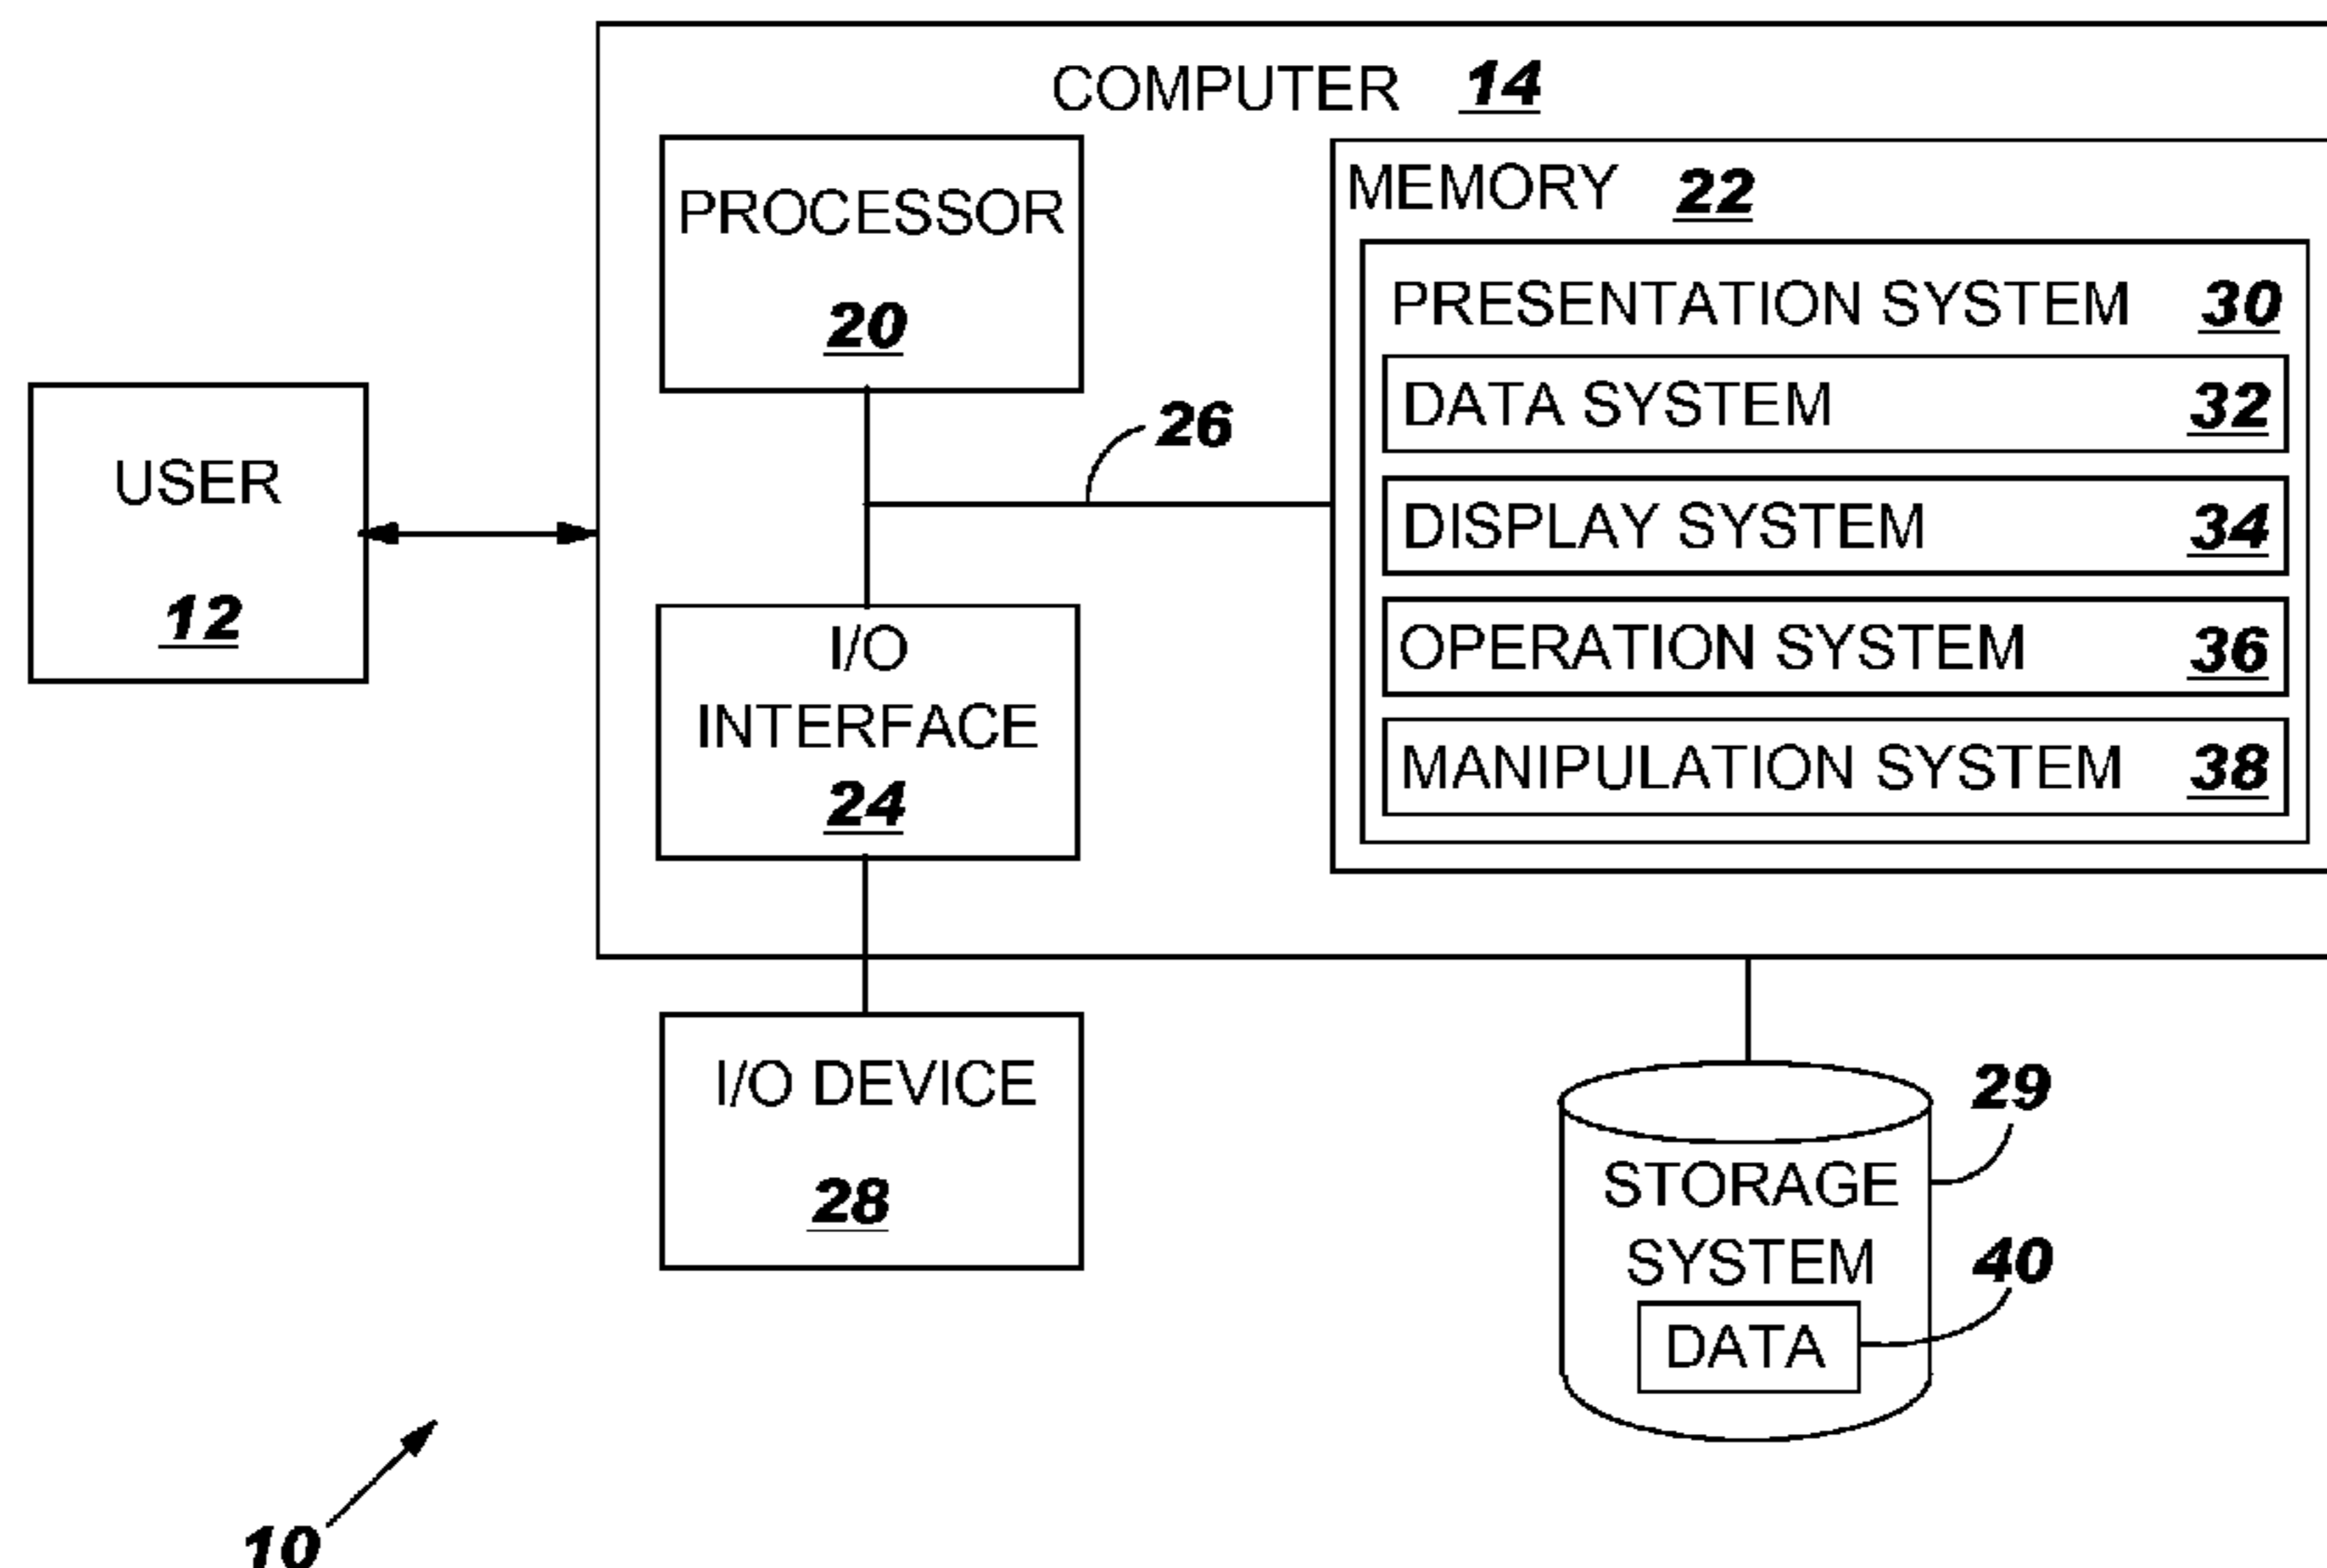 COMPUTER 14
PROCESSOR
20
MEMORY 22
PRESENTATION SYSTEM 30
DATA SYSTEM 32
DISPLAY SYSTEM 34
OPERATION SYSTEM 36
MANIPULATION SYSTEM 38
26
USER
12
I/O
INTERFACE
24
I/O DEVICE
28
29
STORAGE
SYSTEM
40
DATA
10